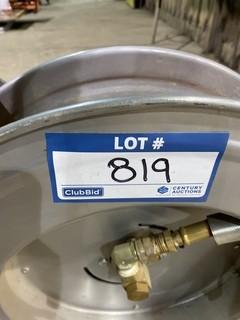 LOT #
819
ClubBid
CENTURY
AUCTIONS